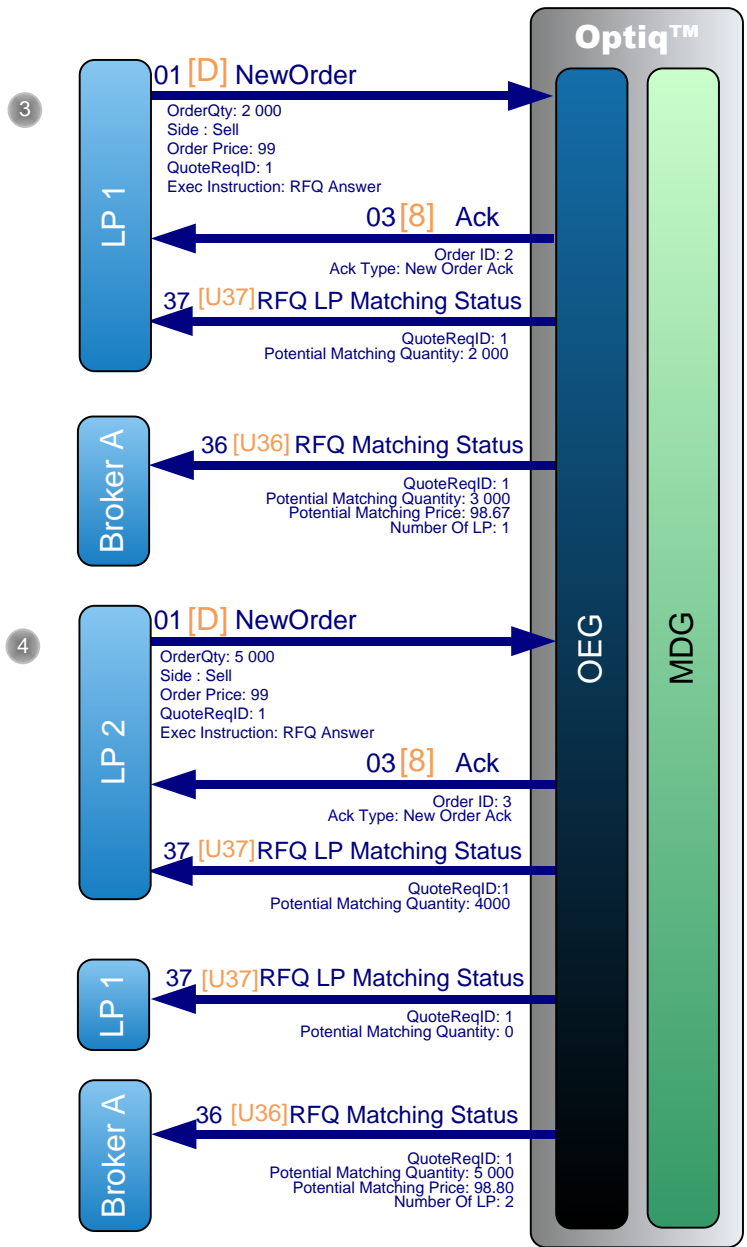 Optiq™
3
LP 1
01 [D] NewOrder
OrderQty: 2 000
Side : Sell
Order Price: 99
QuoteReqID: 1
Exec Instruction: RFQ Answer
03 [8] Ack
Order ID: 2
Ack Type: New Order Ack
37 [U37] RFQ LP Matching Status
QuoteReqID: 1
Potential Matching Quantity: 2 000
Broker A
36 [U36] RFQ Matching Status
QuoteReqID: 1
Potential Matching Quantity: 3 000
Potential Matching Price: 98.67
Number Of LP: 1
OEG
MDG
4
LP 2
01 [D] NewOrder
OrderQty: 5 000
Side : Sell
Order Price: 99
QuoteReqID: 1
Exec Instruction: RFQ Answer
03 [8] Ack
Order ID: 3
Ack Type: New Order Ack
37 [U37] RFQ LP Matching Status
QuoteReqID:1
Potential Matching Quantity: 4000
LP 1
37 [U37] RFQ LP Matching Status
QuoteReqID: 1
Potential Matching Quantity: 0
Broker A
36 [U36] RFQ Matching Status
QuoteReqID: 1
Potential Matching Quantity: 5 000
Potential Matching Price: 98.80
Number Of LP: 2